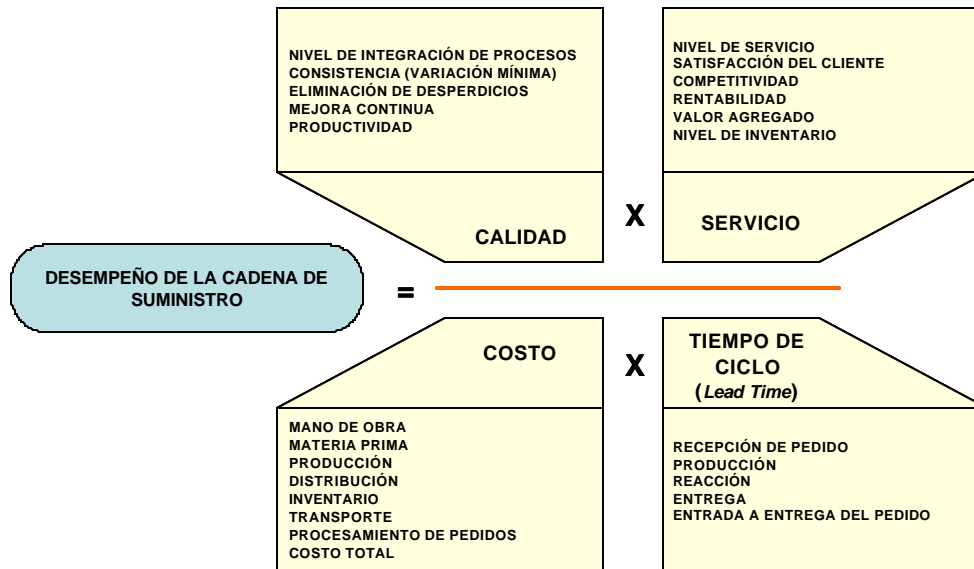 NIVEL DE INTEGRACIÓN DE PROCESOS
CONSISTENCIA (VARIACIÓN MÍNIMA)
ELIMINACIÓN DE DESPERDICIOS
MEJORA CONTINUA
PRODUCTIVIDAD
NIVEL DE SERVICIO
SATISFACCIÓN DEL CLIENTE
COMPETITIVIDAD
RENTABILIDAD
VALOR AGREGADO
NIVEL DE INVENTARIO
CALIDAD
X
SERVICIO
DESEMPEÑO DE LA CADENA DE
SUMINISTRO
=
COSTO
X
TIEMPO DE
CICLO
(Lead Time)
MANO DE OBRA
MATERIA PRIMA
PRODUCCIÓN
DISTRIBUCIÓN
INVENTARIO
TRANSPORTE
PROCESAMIENTO DE PEDIDOS
COSTO TOTAL
RECEPCIÓN DE PEDIDO
PRODUCCIÓN
REACCIÓN
ENTREGA
ENTRADA A ENTREGA DEL PEDIDO